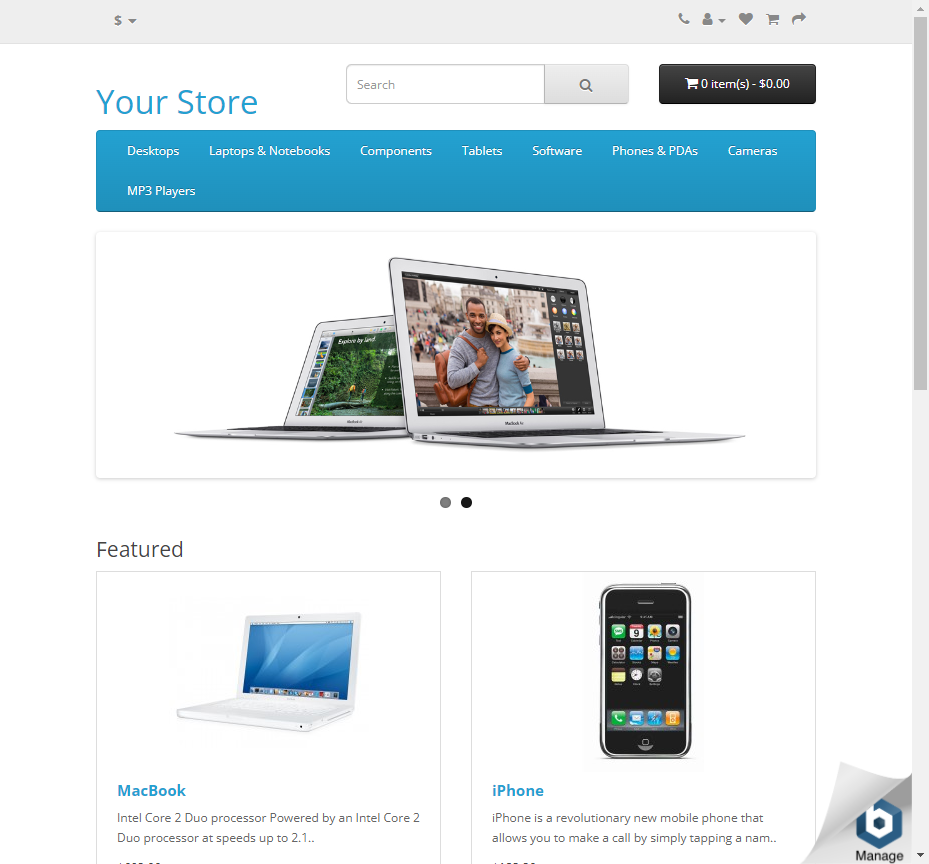 $
Your Store
Search
0 item(s) - $0.00
Desktops
Laptops & Notebooks
Components
Tablets
Software
Phones & PDAs
Cameras
MP3 Players
Explore by land.
MacBook Air
MacBook Air
Featured
MacBook
Intel Core 2 Duo processor Powered by an Intel Core 2
Duo processor at speeds up to 2.1..
iPhone
iPhone is a revolutionary new mobile phone that
allows you to make a call by simply tapping a nam..
Manage